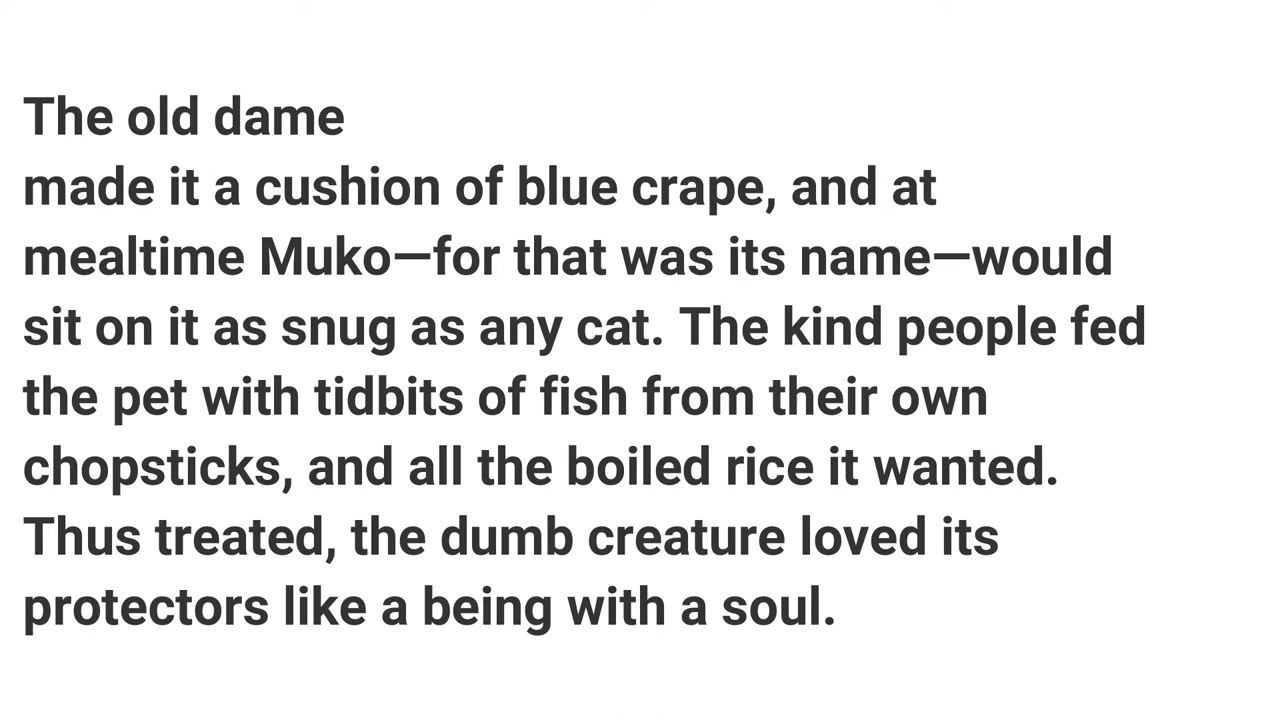 The old dame
made it a cushion of blue crape, and at
mealtime Muko—for that was its name—would
sit on it as snug as any cat. The kind people fed
the pet with tidbits of fish from their own
chopsticks, and all the boiled rice it wanted.
Thus treated, the dumb creature loved its
protectors like a being with a soul.